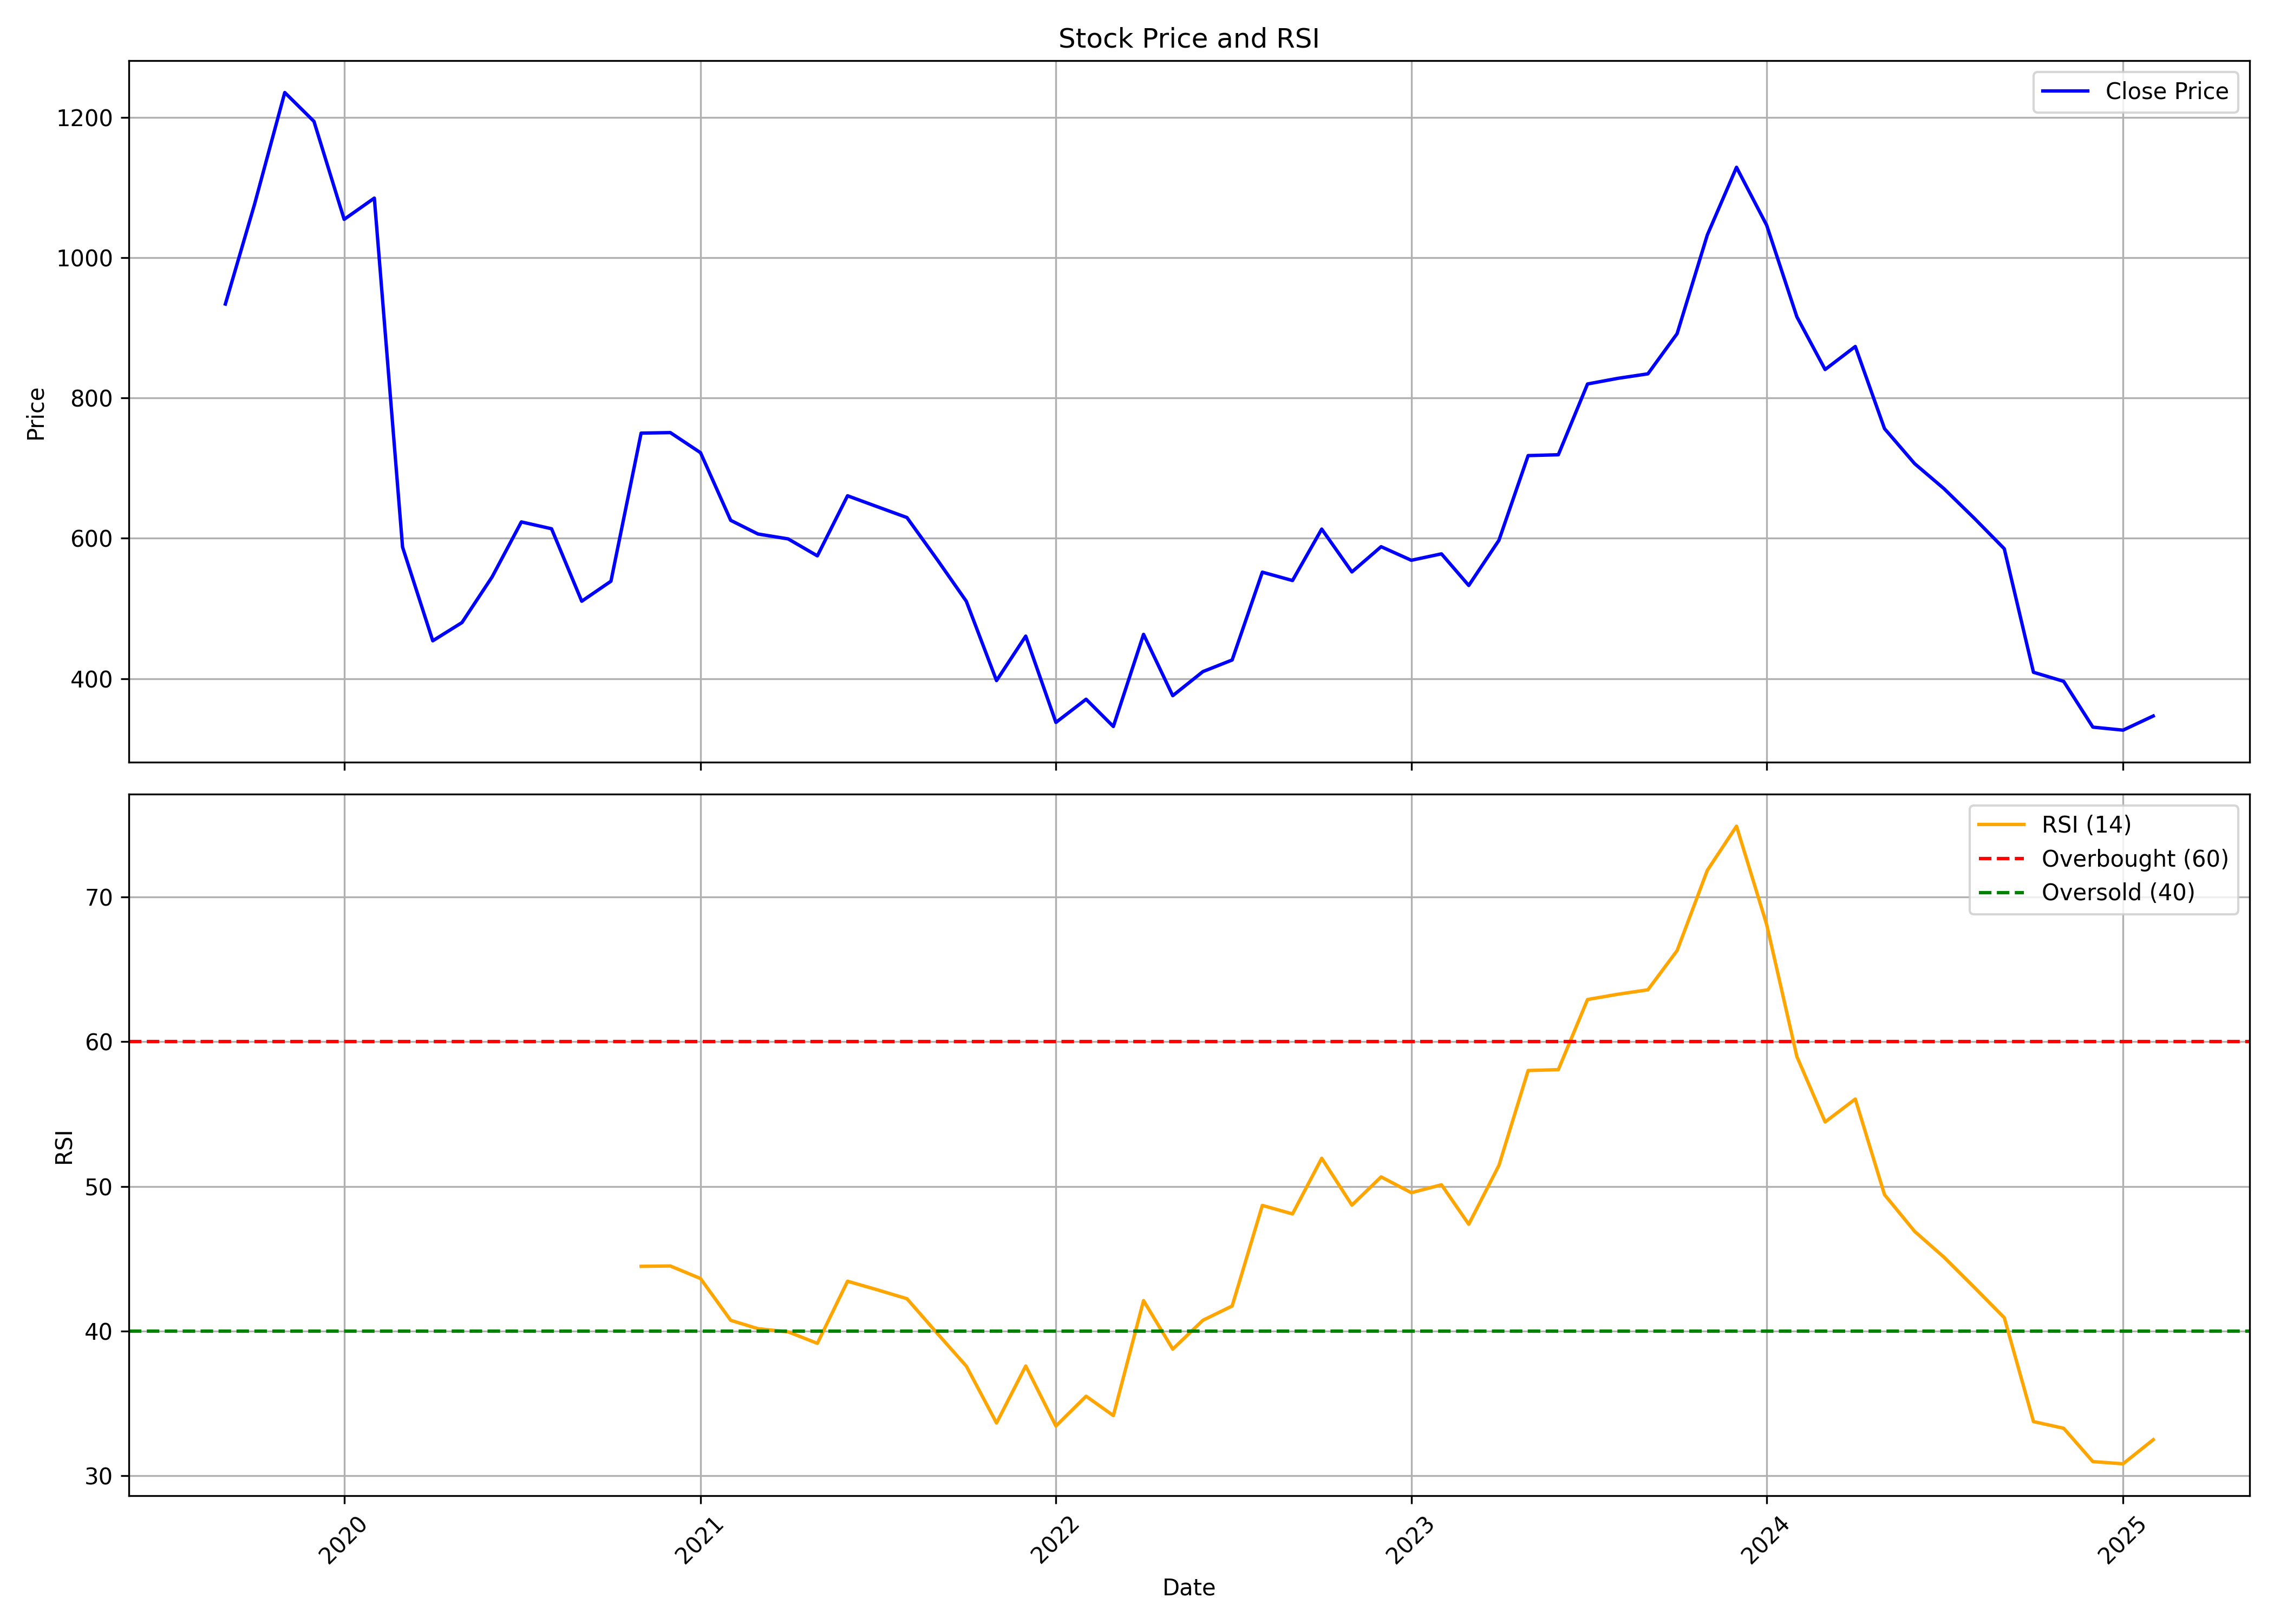 Stock Price and RSI
Close Price
1200
1000
800
600
400
Price
RSI (14)
Overbought (60)
Oversold (40)
70
60
50
40
30
RSI
2020
2021
2022
2023
2024
2025
Date